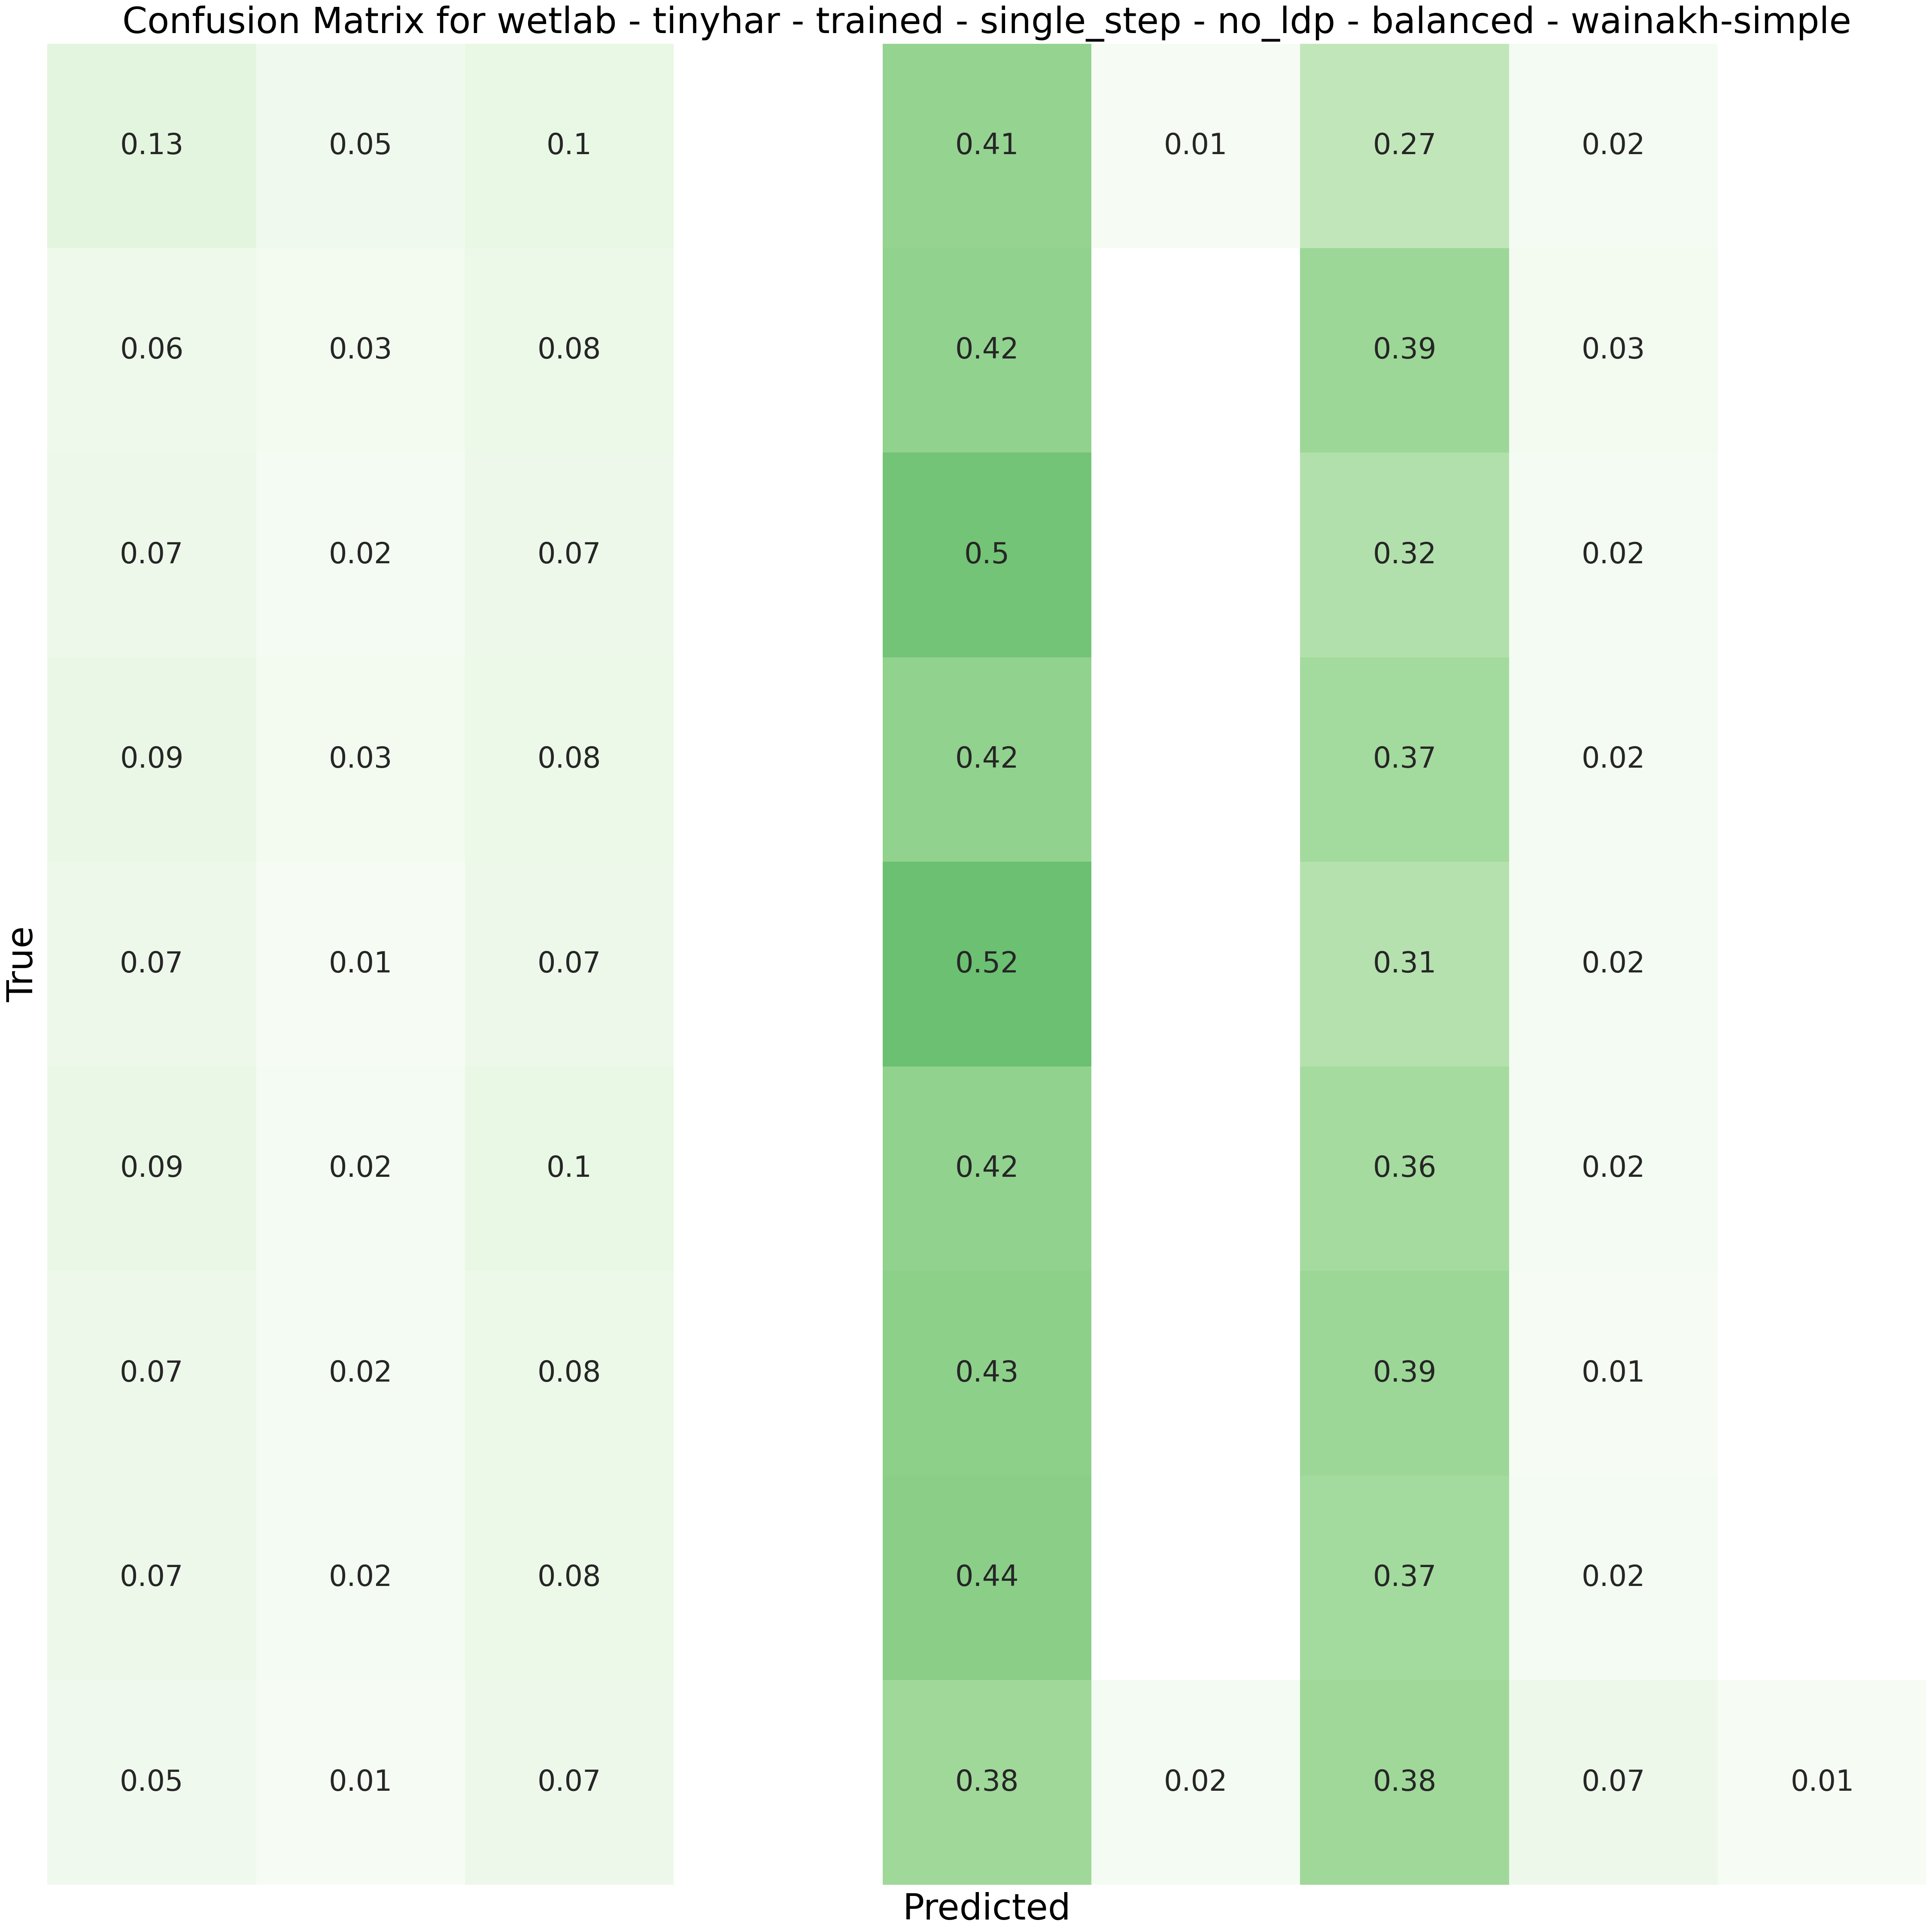 Confusion Matrix for wetlab - tinyhar - trained - single_step - no_ldp - balanced - wainakh-simple
0.13 0.05 0.1 0.41 0.01 0.27 0.02
0.06 0.03 0.08 0.42 0.39 0.03
0.07 0.02 0.07 0.5 0.32 0.02
0.09 0.03 0.08 0.42 0.37 0.02
0.07 0.01 0.07 0.52 0.31 0.02
True
0.09 0.02 0.1 0.42 0.36 0.02
0.07 0.02 0.08 0.43 0.39 0.01
0.07 0.02 0.08 0.44 0.37 0.02
0.05 0.01 0.07 0.38 0.02 0.38 0.07 0.01
Predicted